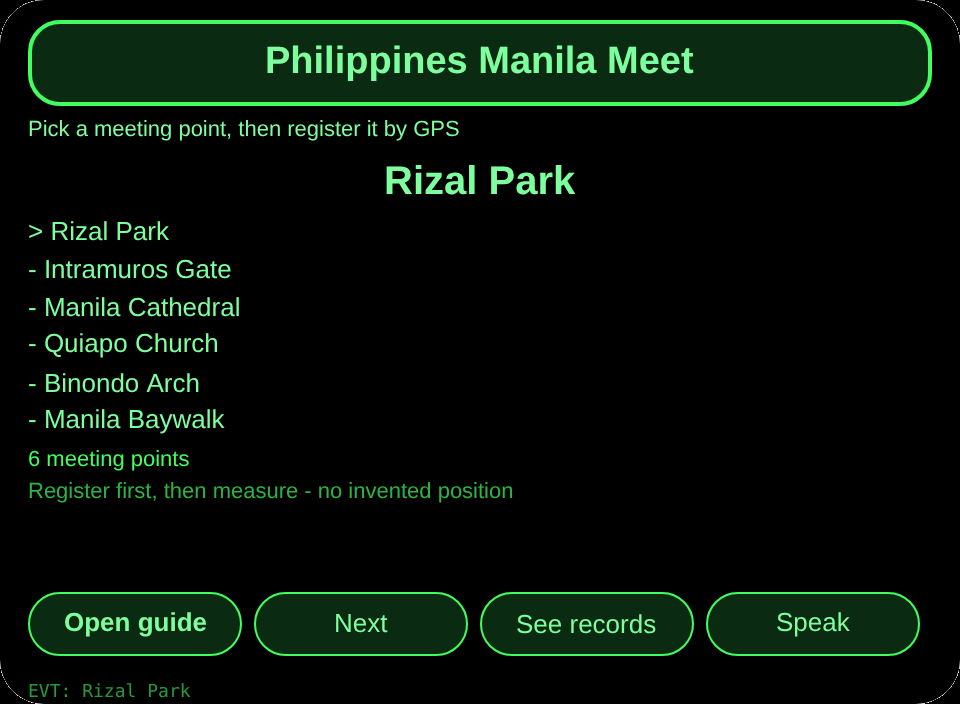 Philippines Manila Meet
Pick a meeting point, then register it by GPS
Rizal Park
> Rizal Park
- Intramuros Gate
- Manila Cathedral
- Quiapo Church
- Binondo Arch
- Manila Baywalk
6 meeting points
Register first, then measure - no invented position
Open guide
Next
See records
Speak
EVT: Rizal Park